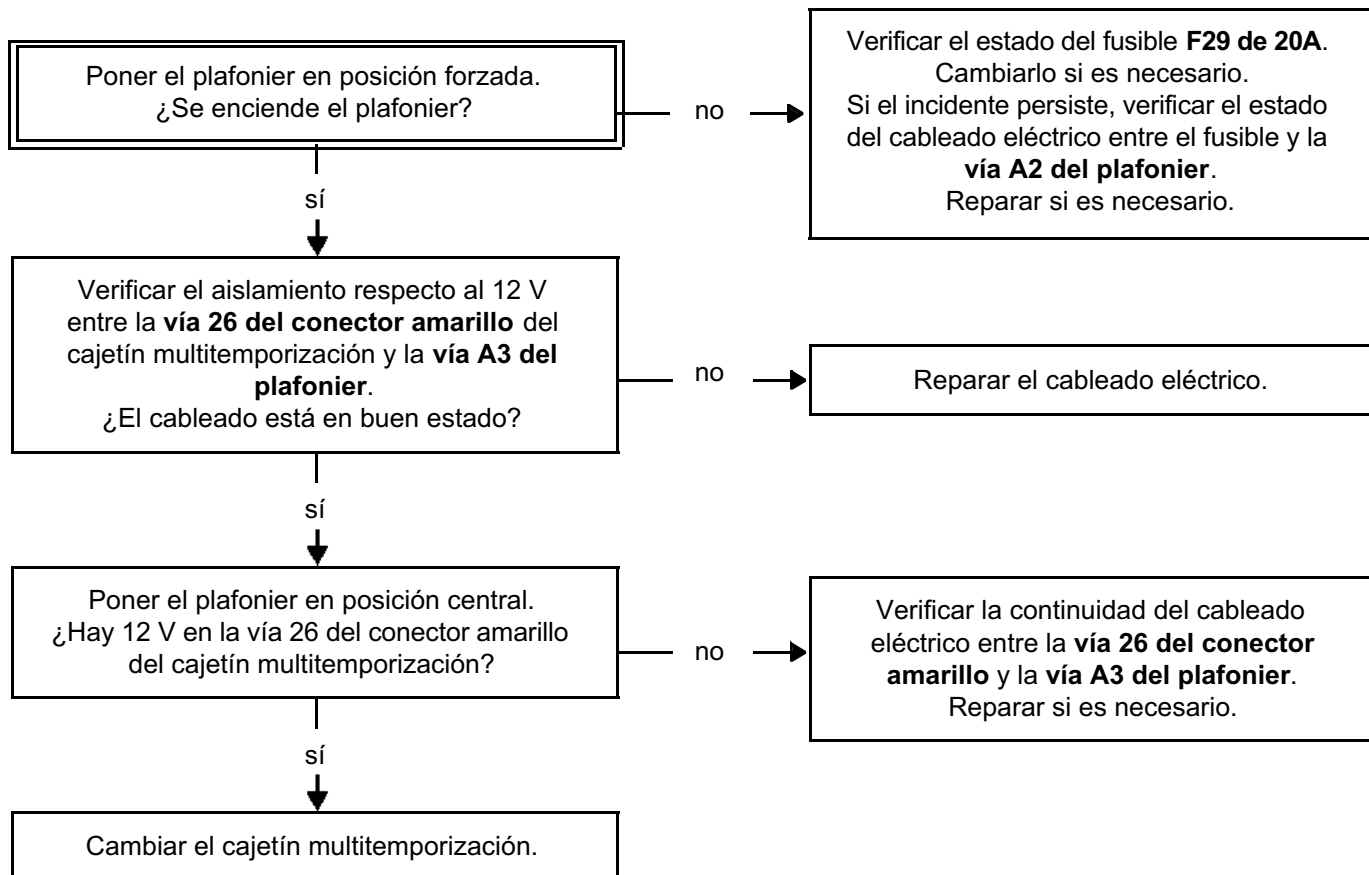 Poner el plafonier en posición forzada.
¿Se enciende el plafonier?
no
Verificar el estado del fusible F29 de 20A.
Cambiarlo si es necesario.
Si el incidente persiste, verificar el estado
del cableado eléctrico entre el fusible y la
vía A2 del plafonier.
Reparar si es necesario.
sí
Verificar el aislamiento respecto al 12 V
entre la vía 26 del conector amarillo del
cajetín multitemporización y la vía A3 del
plafonier.
¿El cableado está en buen estado?
no
Reparar el cableado eléctrico.
sí
Poner el plafonier en posición central.
¿Hay 12 V en la vía 26 del conector amarillo
del cajetín multitemporización?
no
Verificar la continuidad del cableado
eléctrico entre la vía 26 del conector
amarillo y la vía A3 del plafonier.
Reparar si es necesario.
sí
Cambiar el cajetín multitemporización.